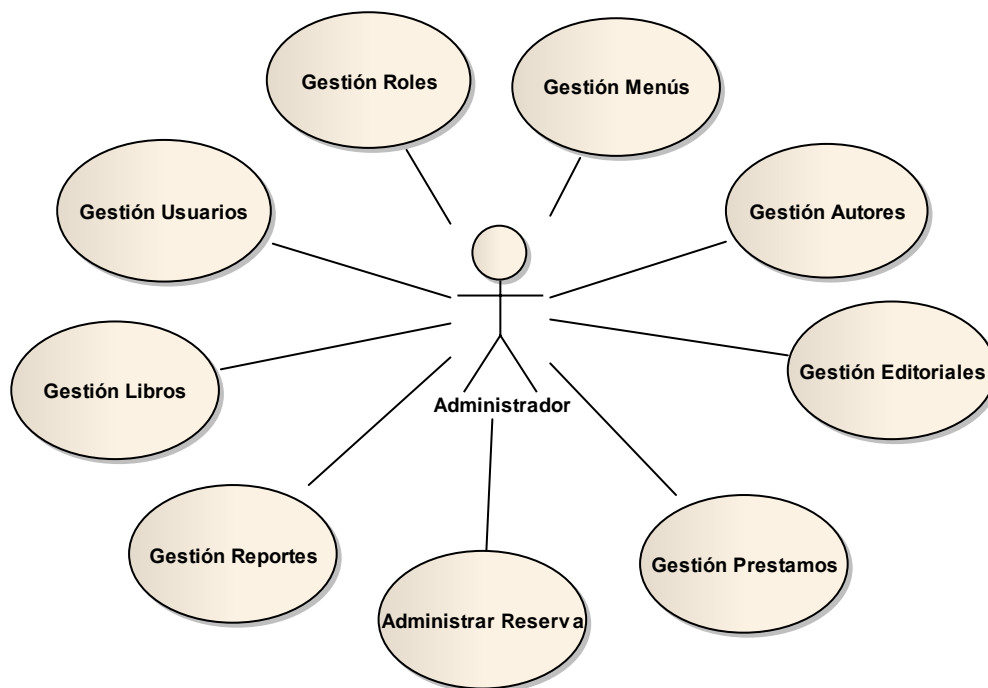 Gestión Roles
Gestión Menús
Gestión Usuarios
Gestión Autores
Gestión Libros
Gestión Editoriales
Administrador
Gestión Reportes
Gestión Prestamos
Administrar Reserva